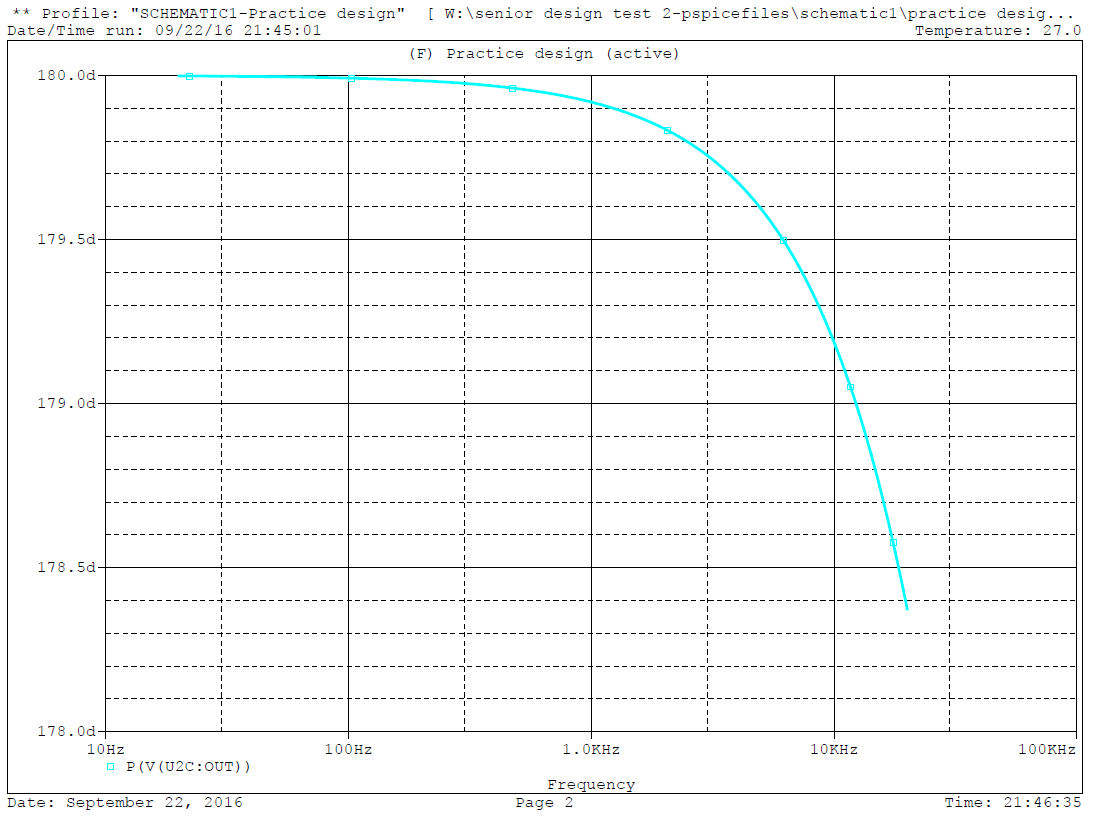 ** Profile: "SCHEMATIC1-Practice design"  [ W:\senior design test 2-pspicefiles\schematic1\practice desig...
Date/Time run: 09/22/16 21:45:01 Temperature: 27.0
(F) Practice design (active)
180.0d
179.5d
179.0d
178.5d
178.0d
10Hz 100Hz 1.0KHz 10KHz 100KHz
P(V(U2C:OUT))
Frequency
Date: September 22, 2016 Page 2 Time: 21:46:35